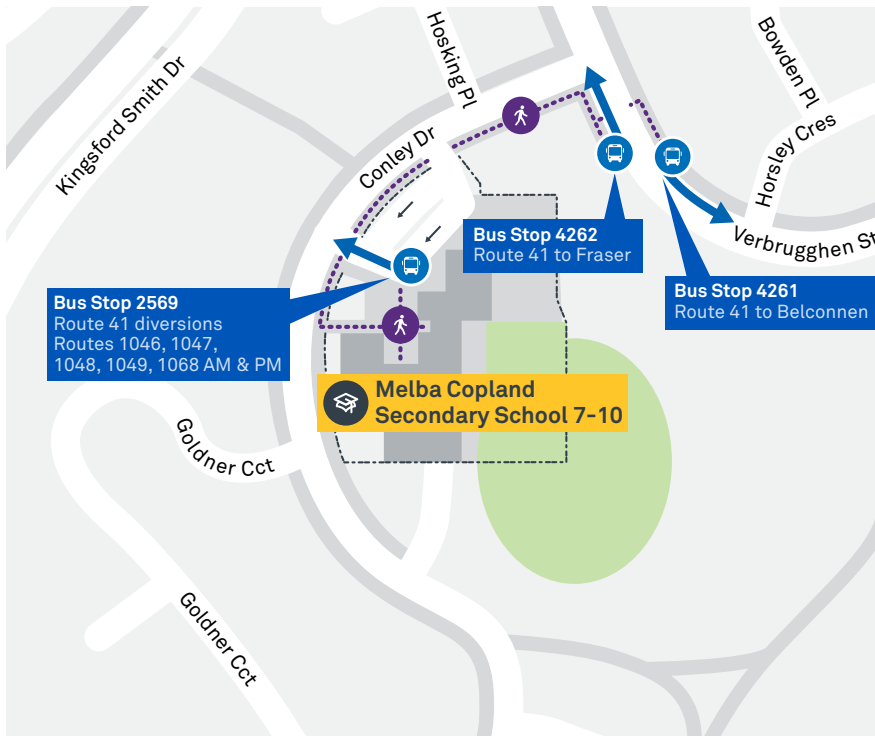 Hosking Pl
Bowden Pl
Kingsford Smith Dr
Conley Dr
Horsley Cres
Bus Stop 4262
Route 41 to Fraser
Verbrugghen St
Bus Stop 4261
Route 41 to Belconnen
Bus Stop 2569
Route 41 diversions
Routes 1046, 1047,
1048, 1049, 1068 AM & PM
Melba Copland
Secondary School 7-10
Goldner Cct
Goldner Cct